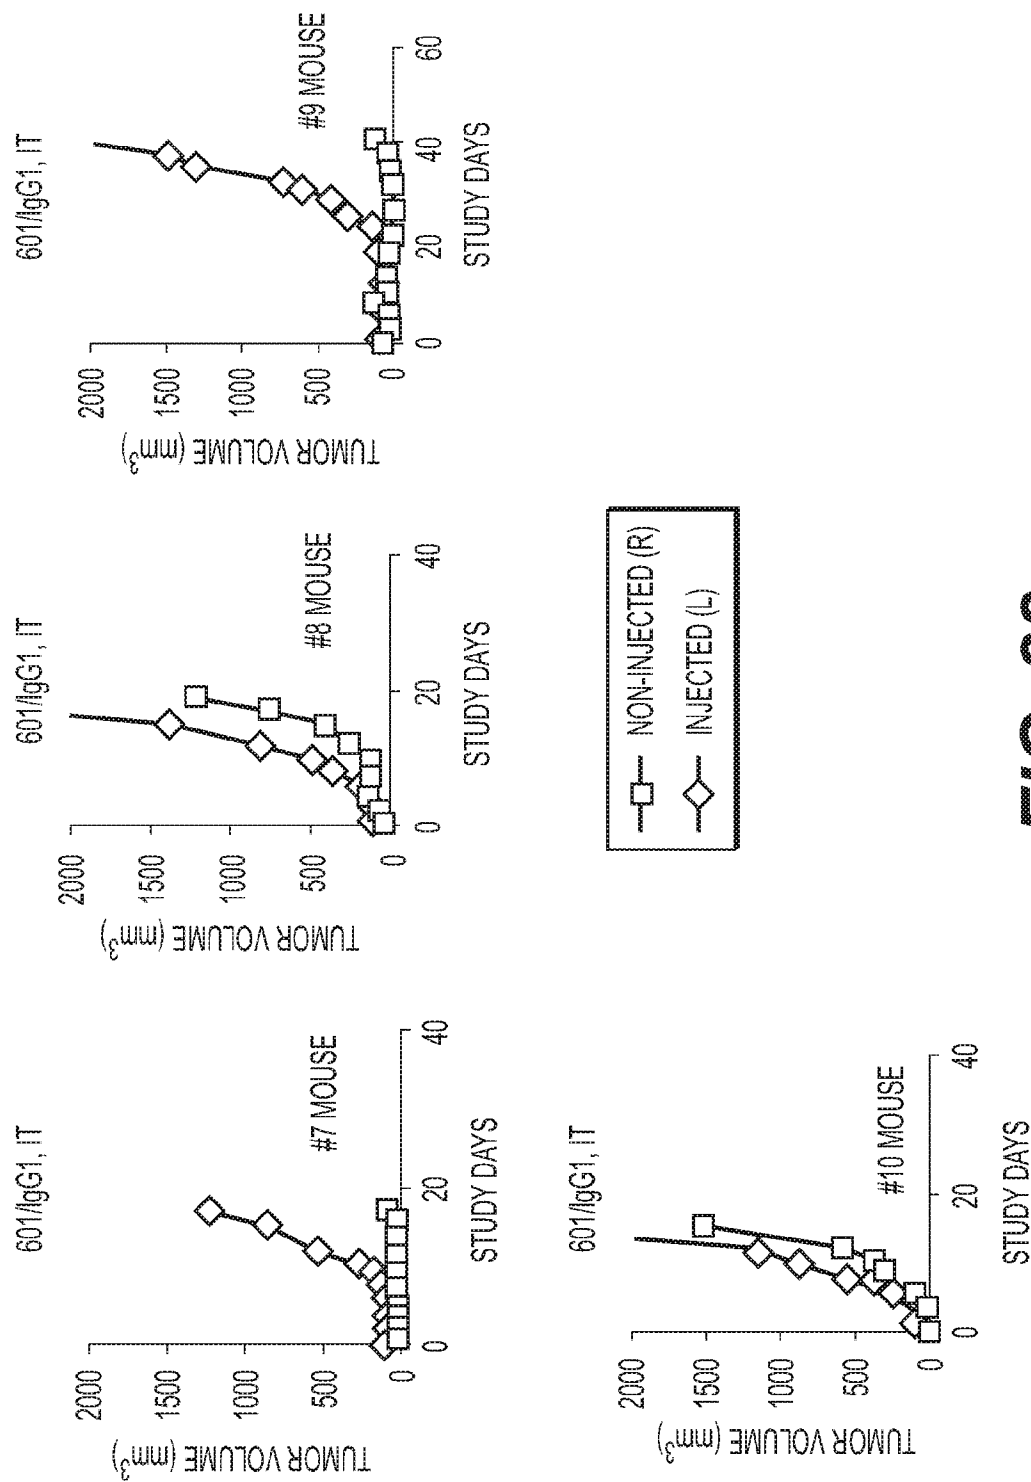 601/IgG1, IT
TUMOR VOLUME (mm3)
2000
1500
1000
500
0
#7 MOUSE
0
20
40
STUDY DAYS
601/IgG1, IT
TUMOR VOLUME (mm3)
2000
1500
1000
500
0
#8 MOUSE
0
20
40
STUDY DAYS
601/IgG1, IT
TUMOR VOLUME (mm3)
2000
1500
1000
500
0
#9 MOUSE
0
20
40
60
STUDY DAYS
601/IgG1, IT
TUMOR VOLUME (mm3)
2000
1500
1000
500
0
#10 MOUSE
0
20
40
STUDY DAYS
NON-INJECTED (R)
INJECTED (L)